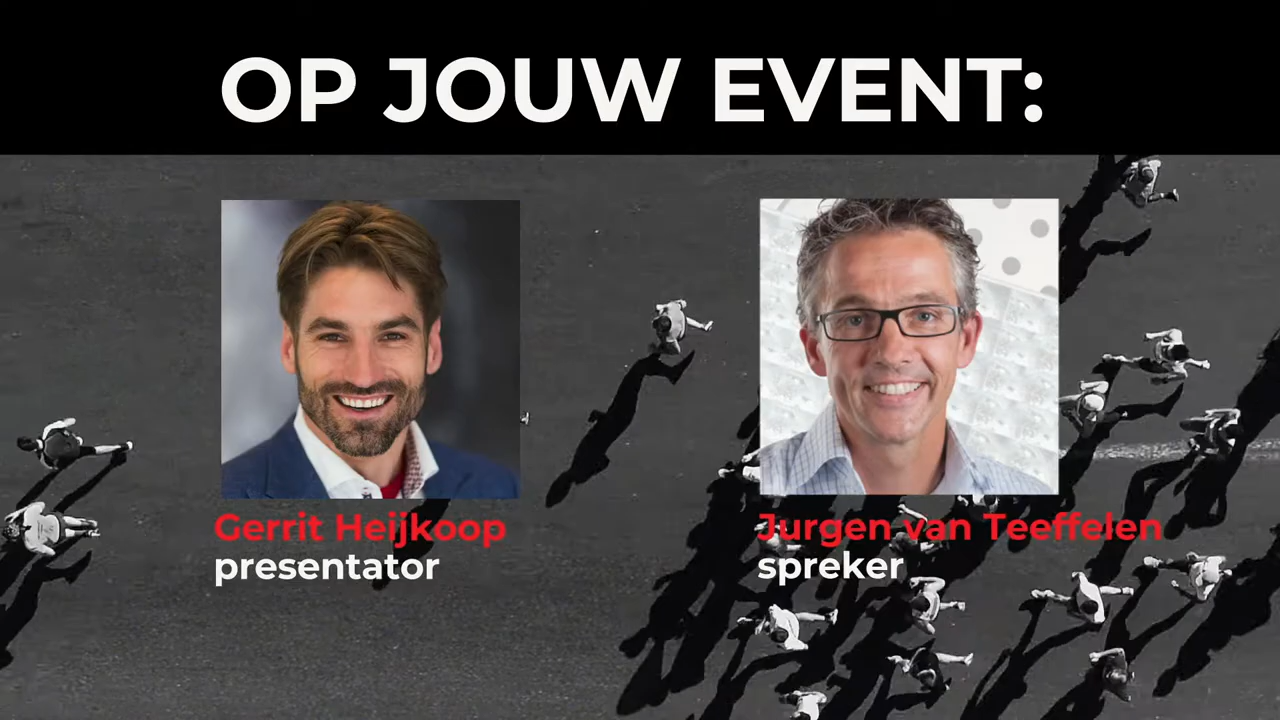 OP JOUW EVENT:
Gerrit Heijkoop
presentator
Jurgen van Teeffelen
spreker